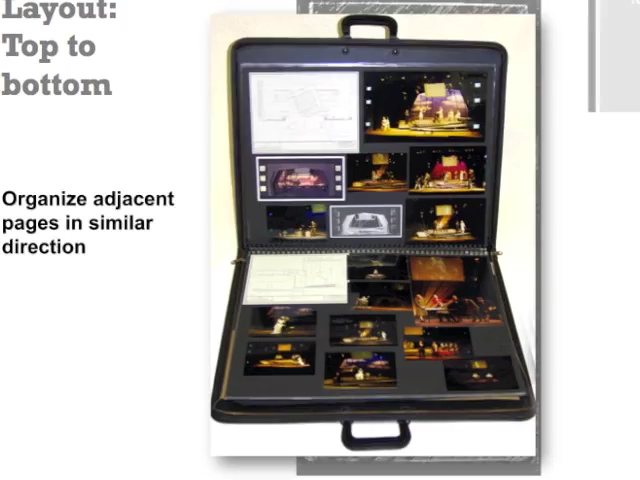 Layout:
Top to
bottom
Organize adjacent
pages in similar
direction